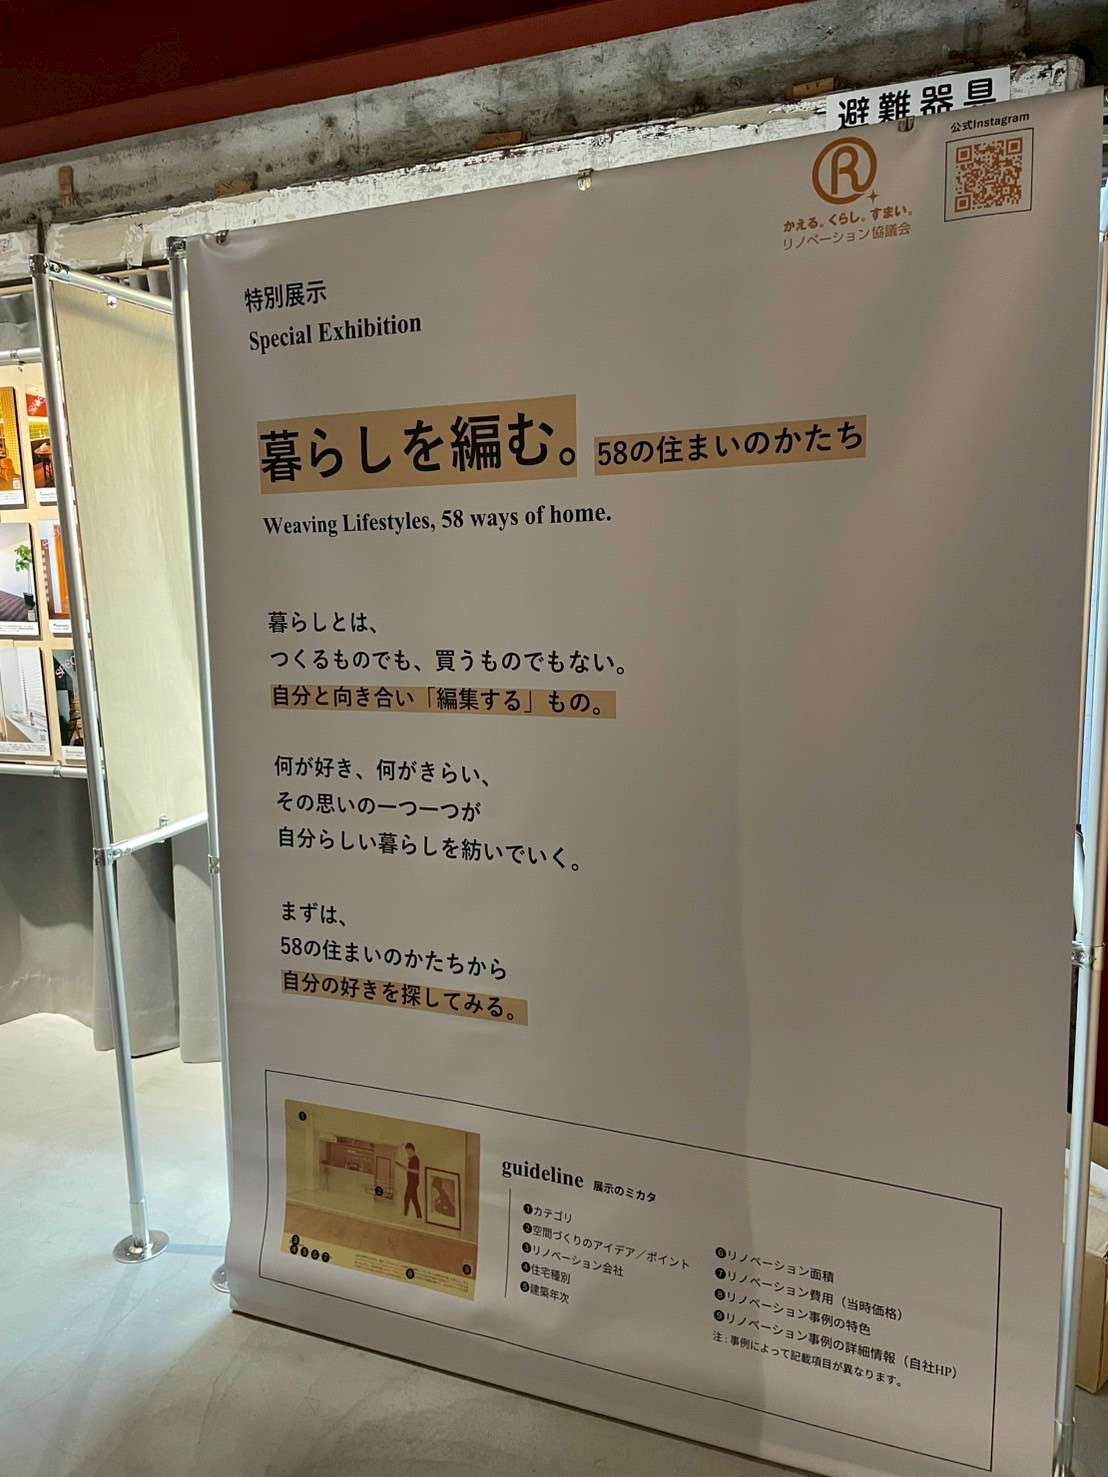 避難器具
公式Instagram
かえる。くらし。すまい。
リノベーション協議会
特別展示
Special Exhibition
暮らしを編む。 58の住まいのかたち
Weaving Lifestyles, 58 ways of home.
暮らしとは、
つくるものでも、買うものでもない。
自分と向き合い「編集する」もの。
何が好き、何がきらい、
その思いの一つ一つが
自分らしい暮らしを紡いでいく。
まずは、
58の住まいのかたちから
自分の好きを探してみる。
guideline 展示のミカタ
❶カテゴリ
❷空間づくりのアイデア／ポイント
❸リノベーション会社
❹住宅種別
❺建築年次
❻リノベーション面積
❼リノベーション費用（当時価格）
❽リノベーション事例の特色
❾リノベーション事例の詳細情報（自社HP）
注：事例によって記載項目が異なります。